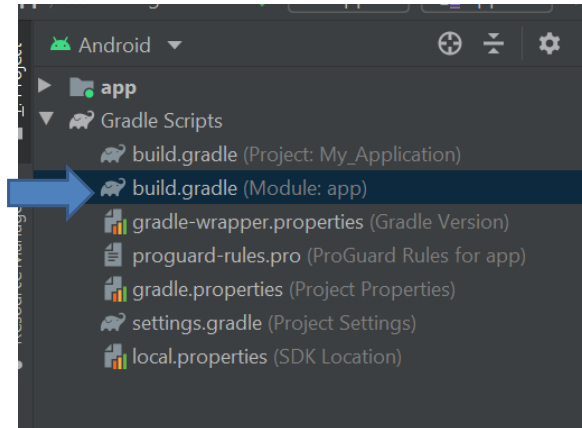 Android
app
Gradle Scripts
build.gradle (Project: My_Application)
build.gradle (Module: app)
gradle-wrapper.properties (Gradle Version)
proguard-rules.pro (ProGuard Rules for app)
gradle.properties (Project Properties)
settings.gradle (Project Settings)
local.properties (SDK Location)